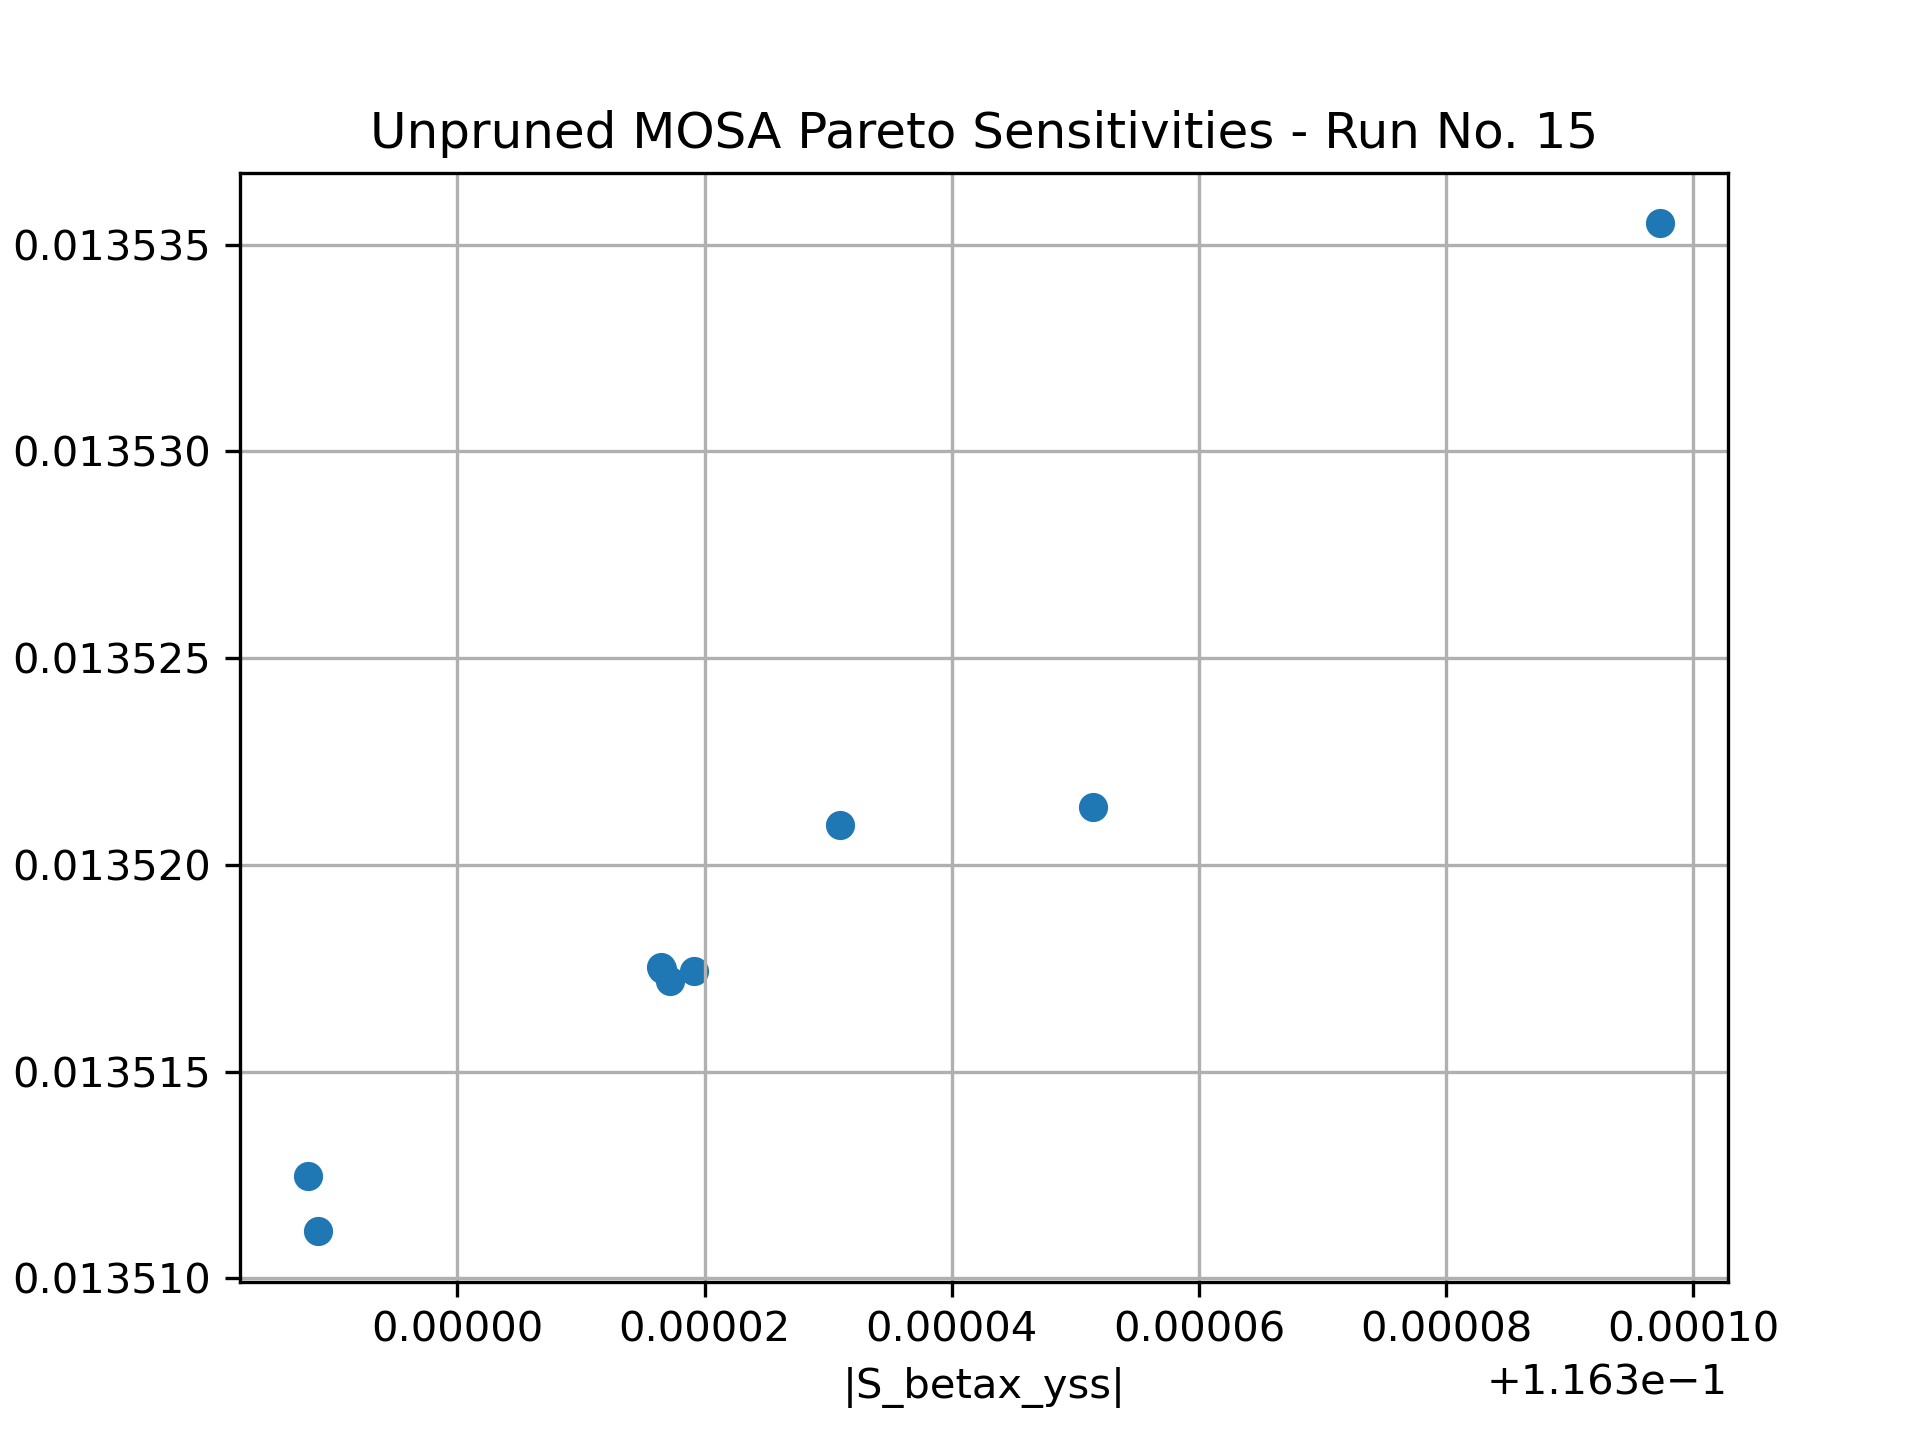 Unpruned MOSA Pareto Sensitivities - Run No. 15
0.013535
0.013530
0.013525
0.013520
0.013515
0.013510
0.00000 0.00002 0.00004 0.00006 0.00008 0.00010
+1.163e−1
|S_betax_yss|